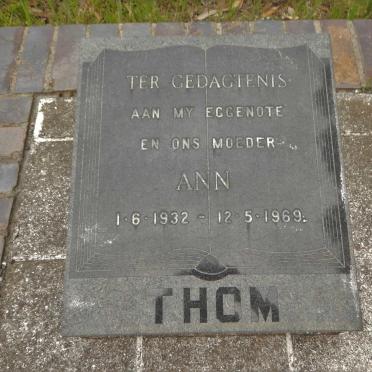 TER GEDAGTENIS
AAN MY EGGENOTE
EN ONS MOEDER
ANN
1·6·1932 - 12·5·1969.
THOM